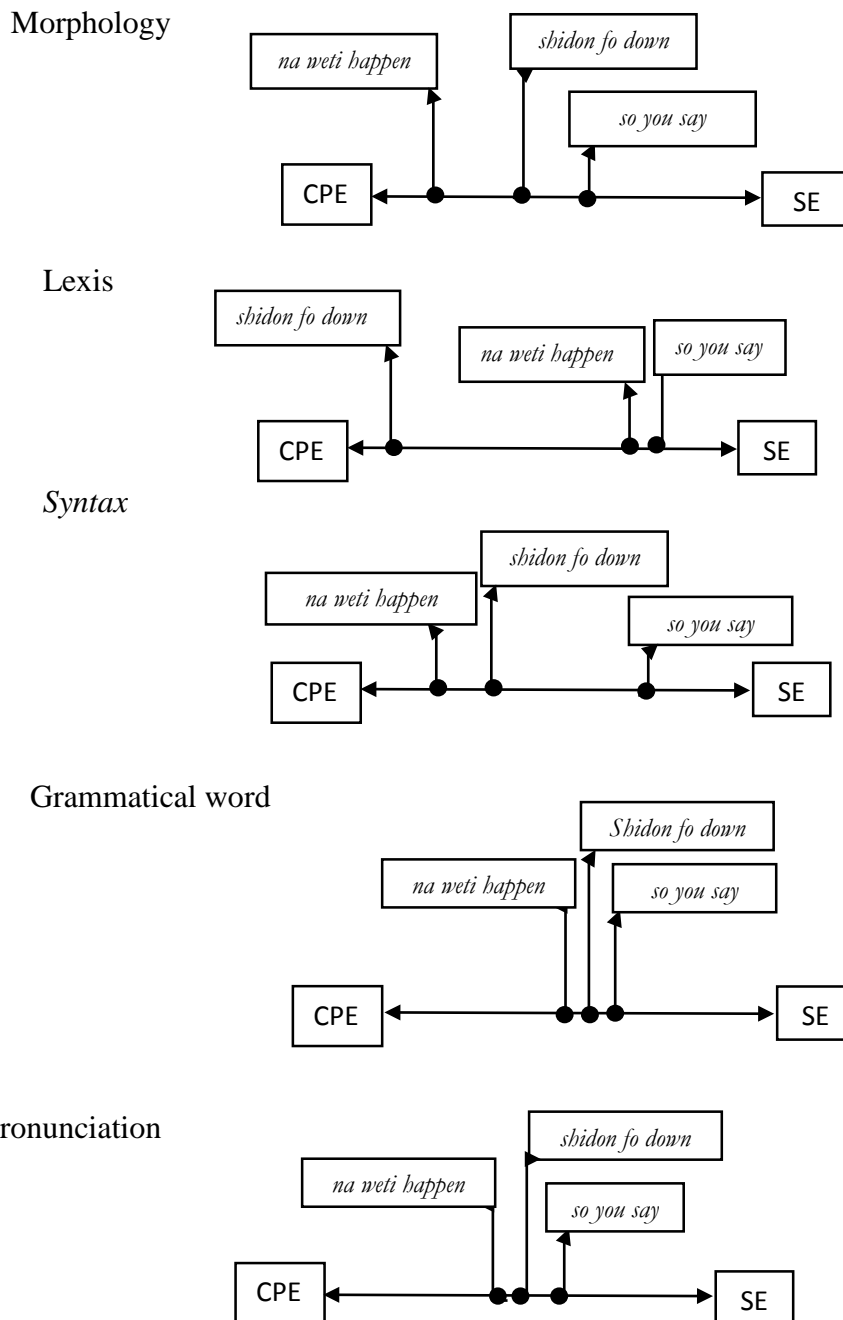 Morphology
shidon fo down
na weti happen
so you say
CPE
SE
Lexis
shidon fo down
na weti happen
so you say
CPE
SE
Syntax
shidon fo down
na weti happen
so you say
CPE
SE
Grammatical word
Shidon fo down
na weti happen
so you say
CPE
SE
ronunciation
shidon fo down
na weti happen
so you say
CPE
SE